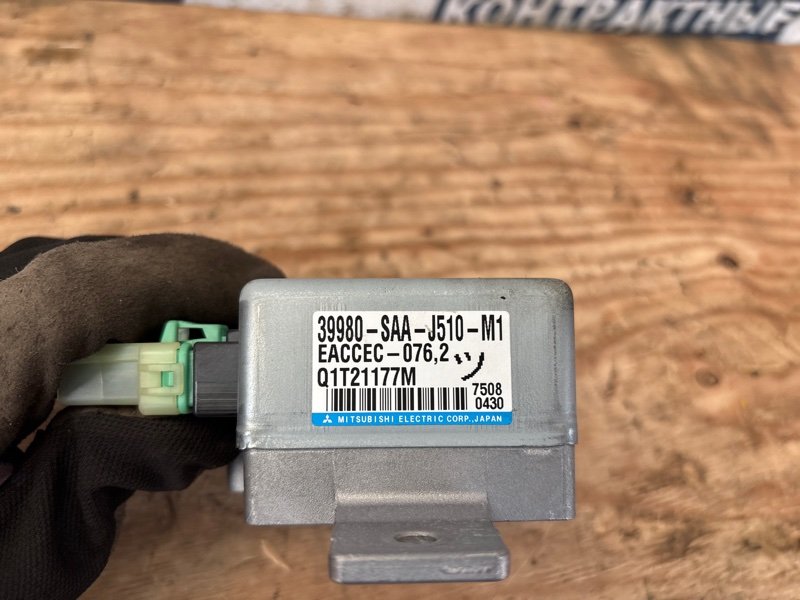 КОНТРАКТНЫЕ
39980-SAA-J510-M1
EACCEC-076,2
Q1T21177M
7508
0430
MITSUBISHI ELECTRIC CORP.,JAPAN